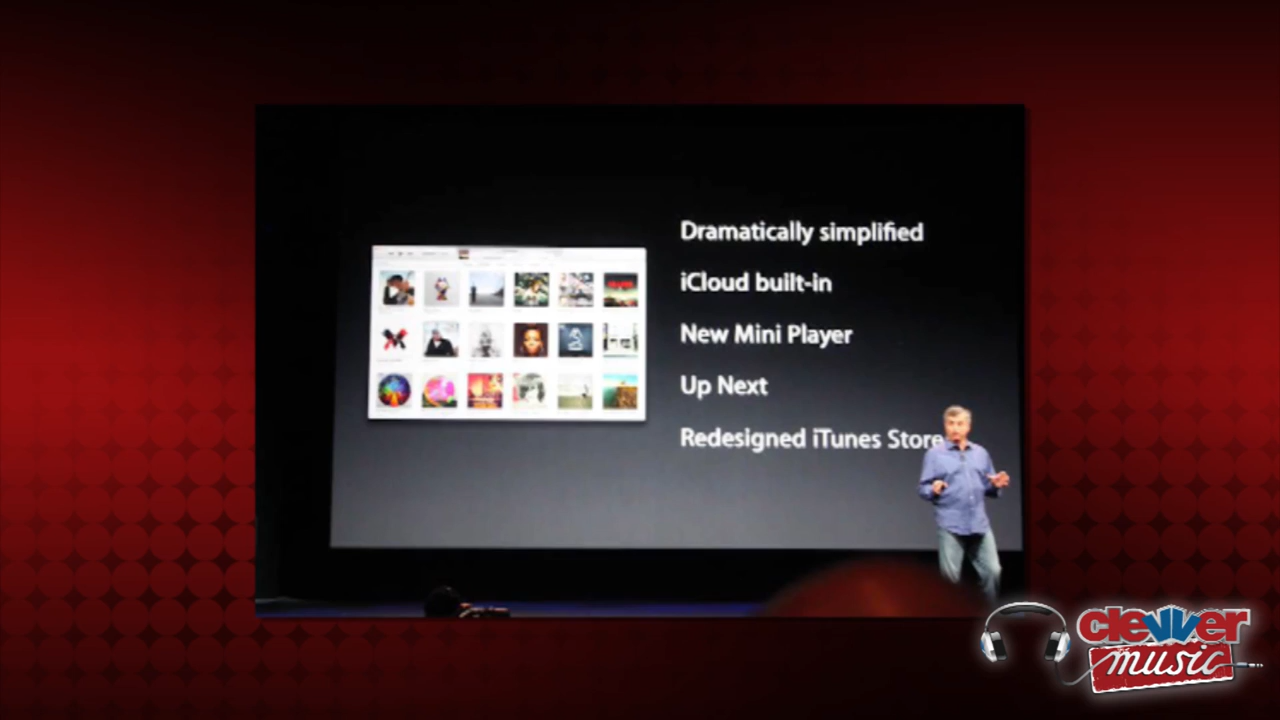 Dramatically simplified
iCloud built-in
New Mini Player
Up Next
Redesigned iTunes Store
clevver
music